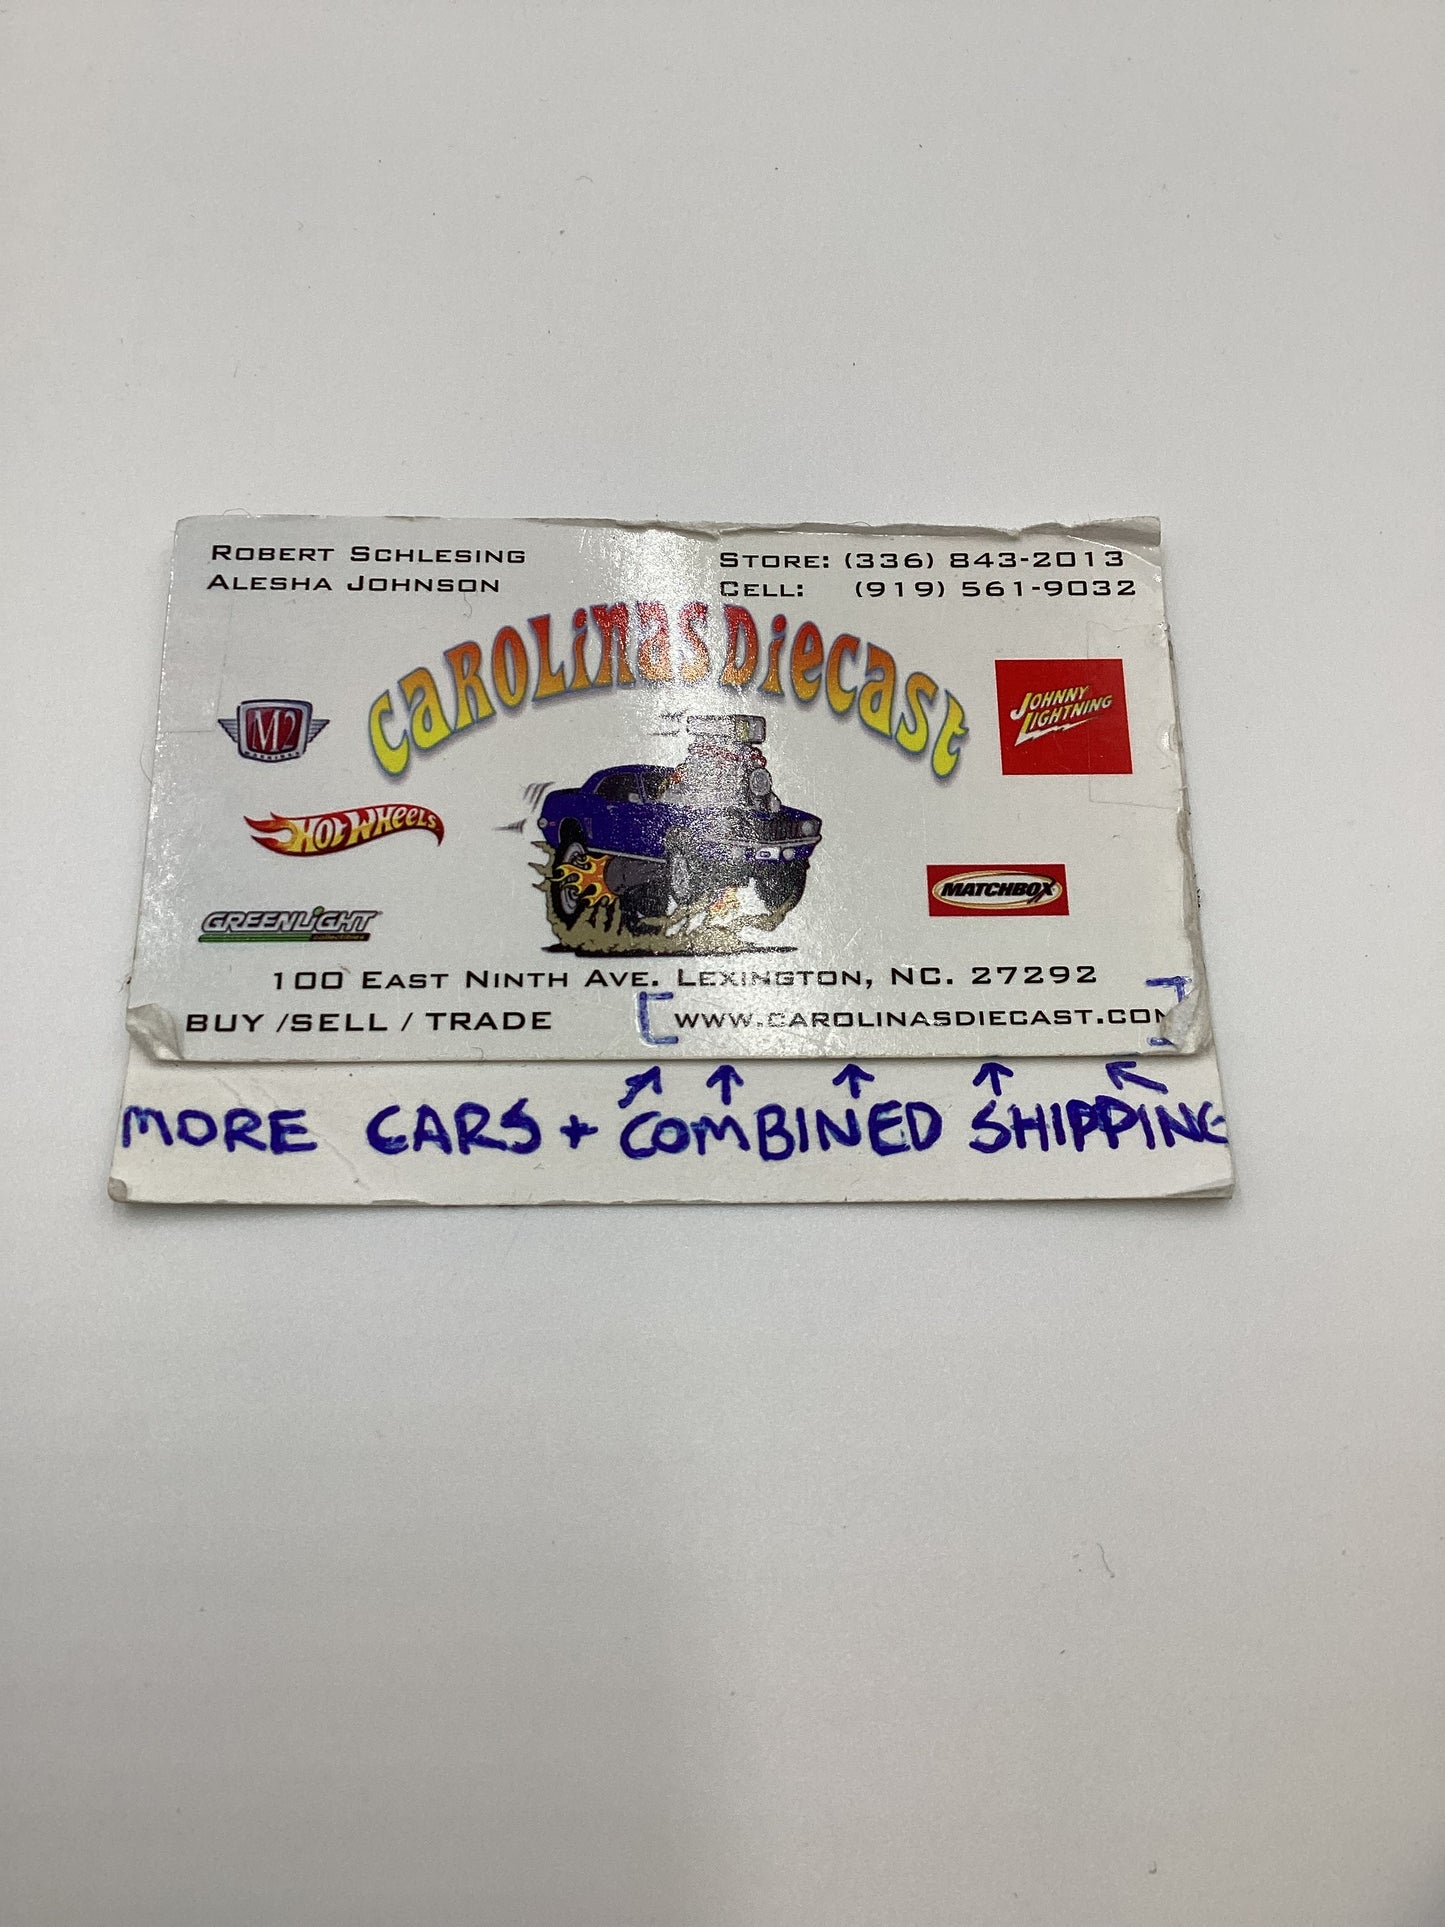 ROBERT SCHLESING
ALESHA JOHNSON
STORE: (336) 843-2013
CELL: (919) 561-9032
CAROLINAS DIECAST
M2
MACHINES
JOHNNY LIGHTNING
HOT WHEELS
MATCHBOX
GREENLIGHT
collectibles
100 EAST NINTH AVE. LEXINGTON, NC. 27292
BUY /SELL / TRADE
[ WWW.CAROLINASDIECAST.COM ]
MORE CARS + COMBINED SHIPPING